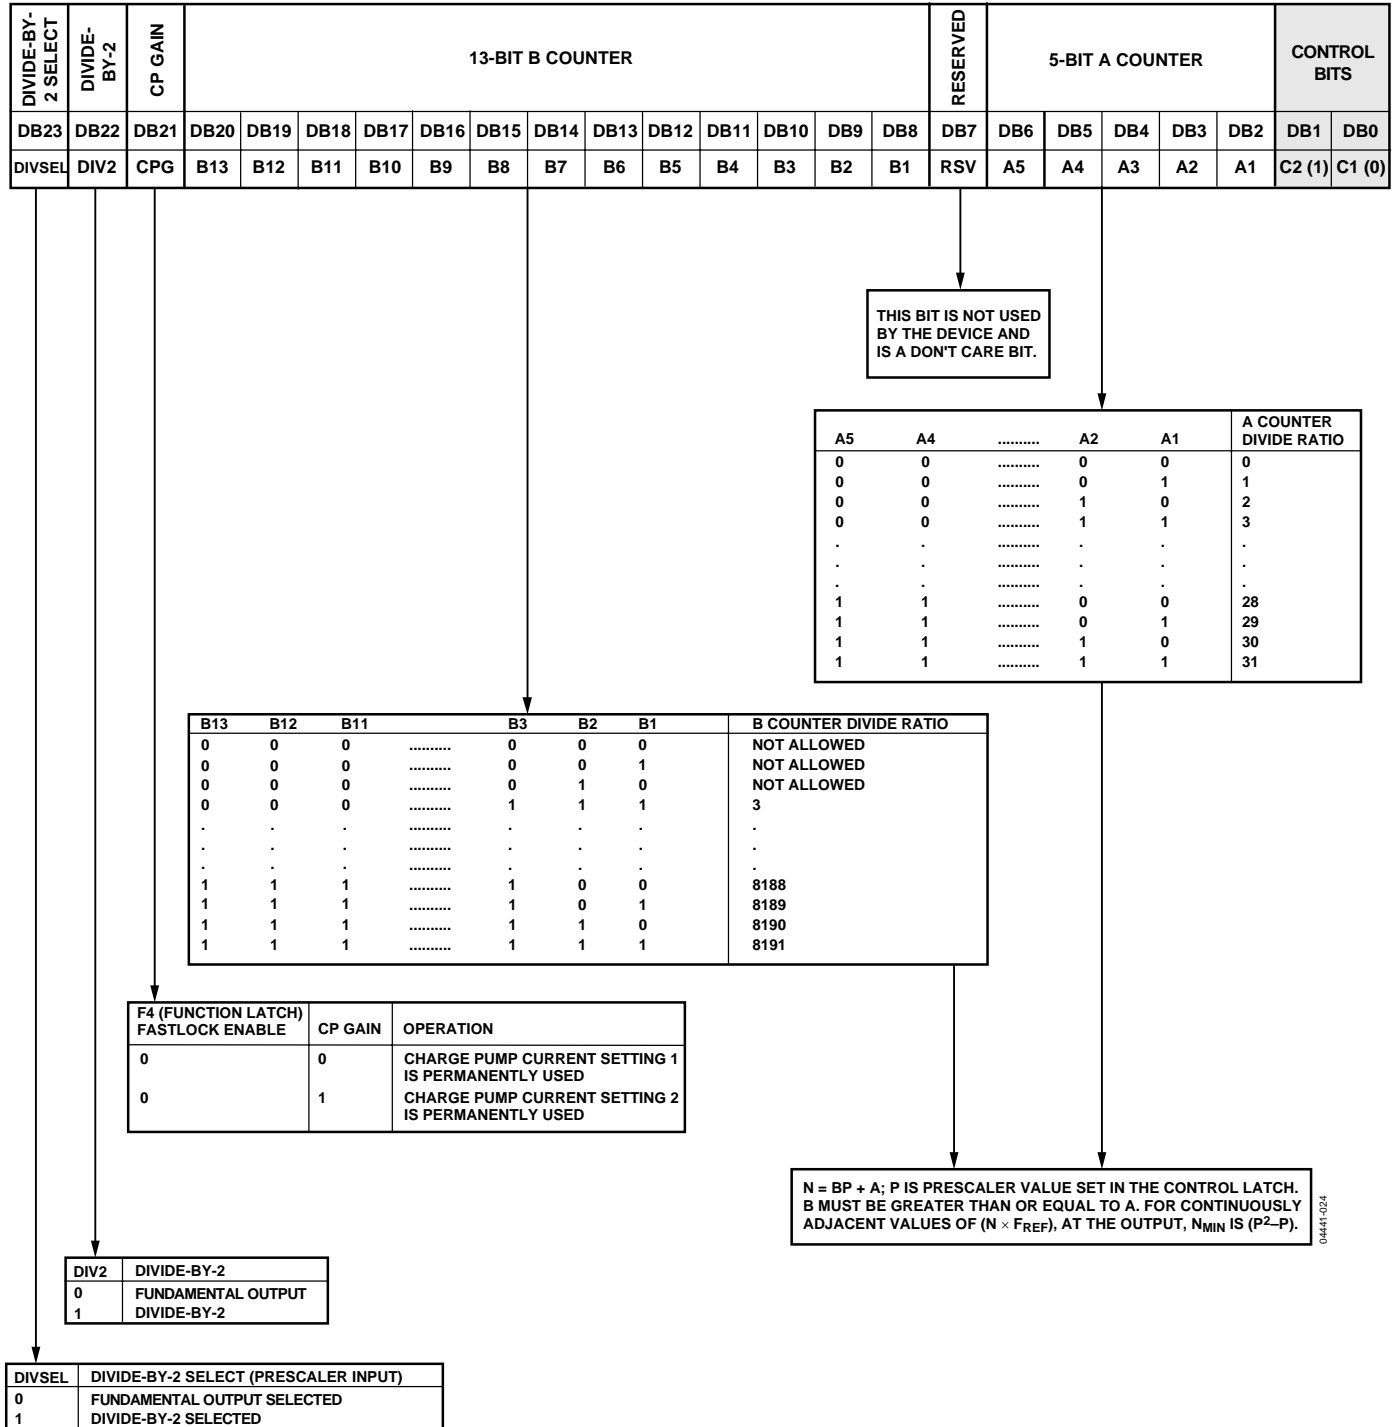 DIVIDE-BY-
2 SELECT
DIVIDE-
BY-2
CP GAIN
13-BIT B COUNTER
RESERVED
5-BIT A COUNTER
CONTROL
BITS
DB23 DB22 DB21 DB20 DB19 DB18 DB17 DB16 DB15 DB14 DB13 DB12 DB11 DB10 DB9 DB8 DB7 DB6 DB5 DB4 DB3 DB2 DB1 DB0
DIVSEL DIV2 CPG B13 B12 B11 B10 B9 B8 B7 B6 B5 B4 B3 B2 B1 RSV A5 A4 A3 A2 A1 C2 (1) C1 (0)
THIS BIT IS NOT USED
BY THE DEVICE AND
IS A DON'T CARE BIT.
A COUNTER
A5 A4 .......... A2 A1 DIVIDE RATIO
0 0 .......... 0 0 0
0 0 .......... 0 1 1
0 0 .......... 1 0 2
0 0 .......... 1 1 3
. . .......... . . .
. . .......... . . .
. . .......... . . .
1 1 .......... 0 0 28
1 1 .......... 0 1 29
1 1 .......... 1 0 30
1 1 .......... 1 1 31
B13 B12 B11 B3 B2 B1 B COUNTER DIVIDE RATIO
0 0 0 .......... 0 0 0 NOT ALLOWED
0 0 0 .......... 0 0 1 NOT ALLOWED
0 0 0 .......... 0 1 0 NOT ALLOWED
0 0 0 .......... 1 1 1 3
. . . .......... . . . .
. . . .......... . . . .
. . . .......... . . . .
1 1 1 .......... 1 0 0 8188
1 1 1 .......... 1 0 1 8189
1 1 1 .......... 1 1 0 8190
1 1 1 .......... 1 1 1 8191
F4 (FUNCTION LATCH)
FASTLOCK ENABLE CP GAIN OPERATION
0 0 CHARGE PUMP CURRENT SETTING 1
IS PERMANENTLY USED
0 1 CHARGE PUMP CURRENT SETTING 2
IS PERMANENTLY USED
N = BP + A; P IS PRESCALER VALUE SET IN THE CONTROL LATCH.
B MUST BE GREATER THAN OR EQUAL TO A. FOR CONTINUOUSLY
ADJACENT VALUES OF (N × FREF), AT THE OUTPUT, NMIN IS (P2–P).
04441-024
DIV2 DIVIDE-BY-2
0 FUNDAMENTAL OUTPUT
1 DIVIDE-BY-2
DIVSEL DIVIDE-BY-2 SELECT (PRESCALER INPUT)
0 FUNDAMENTAL OUTPUT SELECTED
1 DIVIDE-BY-2 SELECTED